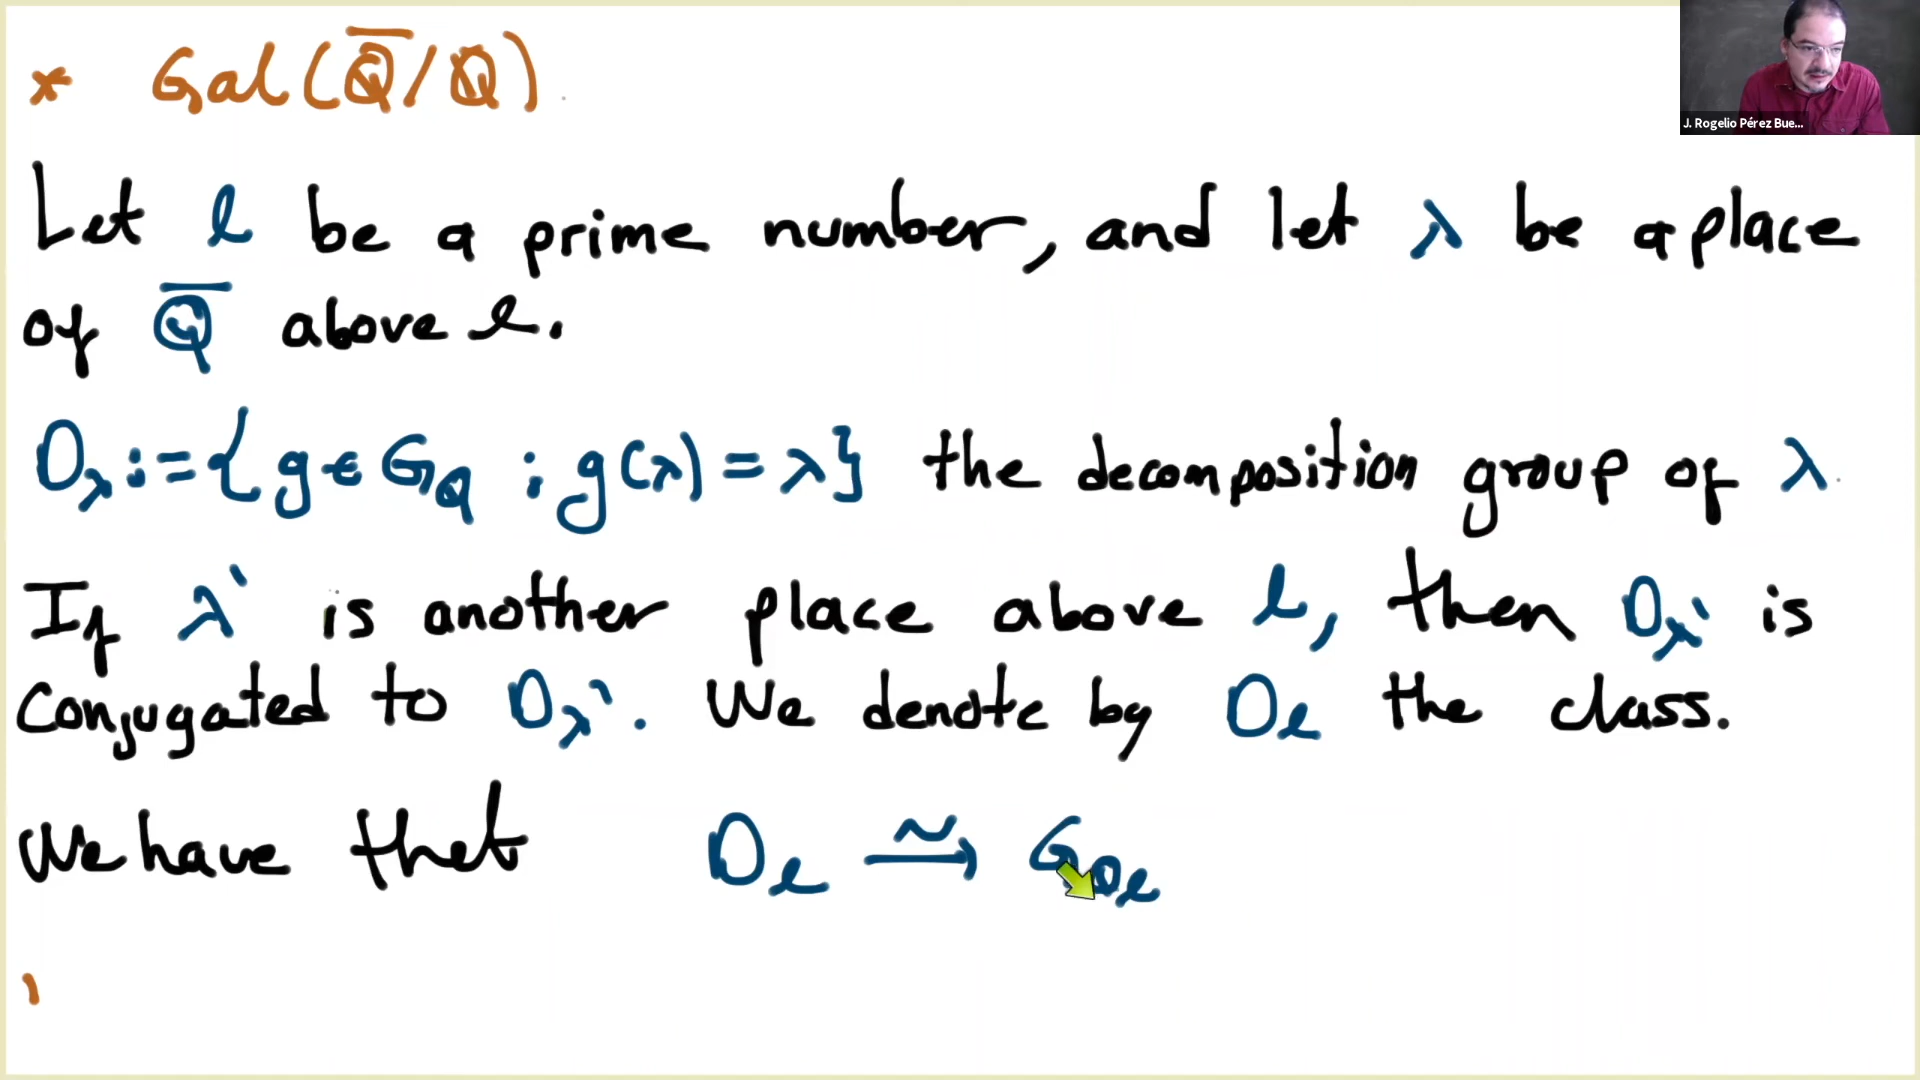 * Gal(Q̅/Q)
J. Rogelio Pérez Bue...
Let l be a prime number, and let λ be a place
of Q̅ above l.
D_λ := {g ∈ G_Q ; g(λ) = λ} the decomposition group of λ.
If λ' is another place above l, then D_λ' is
conjugated to D_λ'. We denote by D_l the class.
We have that D_l ⥲ G_Q_l